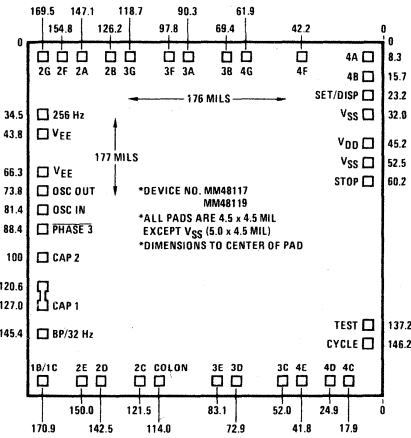 169.5 147.1 118.7 90.3 61.9 0
154.8 126.2 97.8 69.4 42.2
0 0
2G 2F 2A 2B 3G 3F 3A 3B 4G 4F
4A 8.3
4B 15.7
SET/DISP 23.2
VSS 32.0
VDD 45.2
VSS 52.5
STOP 60.2
176 MILS
177 MILS
34.5 256 Hz
43.8 VEE
66.3 VEE
73.8 OSC OUT
81.4 OSC IN
88.4 PHASE 3
100 CAP 2
120.6
127.0 CAP 1
145.4 BP/32 Hz
*DEVICE NO. MM48117
MM48119
*ALL PADS ARE 4.5 x 4.5 MIL
EXCEPT VSS (5.0 x 4.5 MIL)
*DIMENSIONS TO CENTER OF PAD
TEST 137.2
CYCLE 146.2
1B/1C 2E 2D 2C COLON 3E 3D 3C 4E 4D 4C
150.0 121.5 83.1 52.0 24.9 0
170.9 142.5 114.0 72.9 41.8 17.9